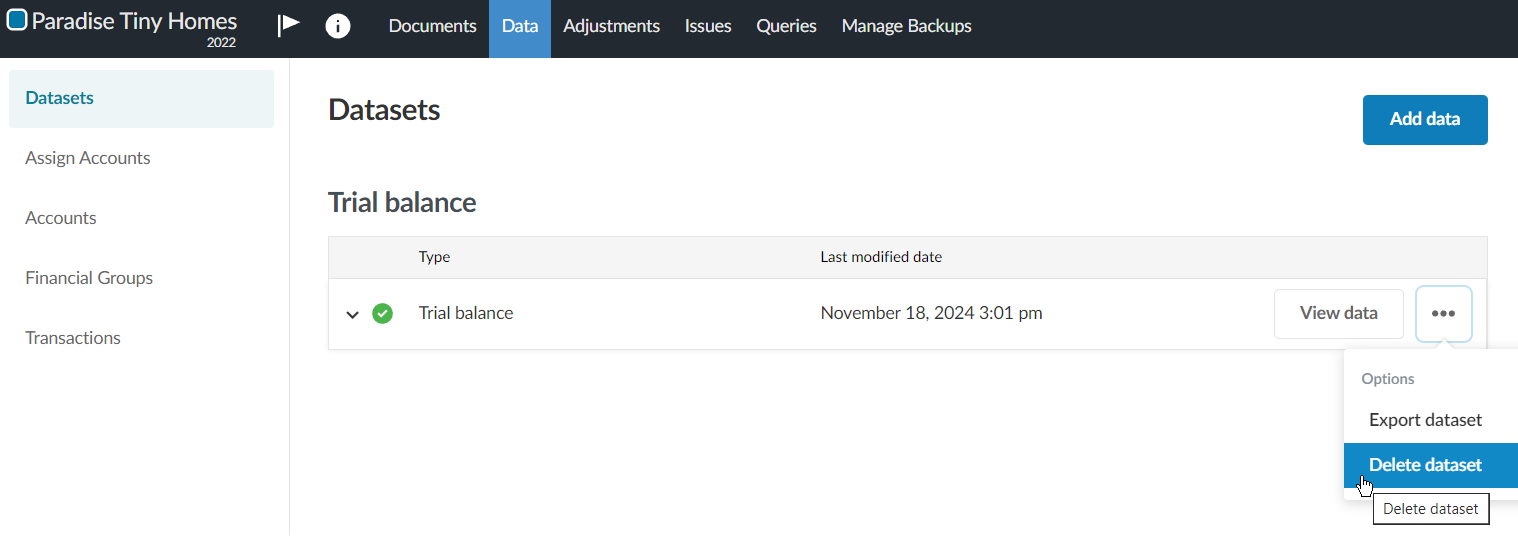 Paradise Tiny Homes
2022
Documents
Data
Adjustments
Issues
Queries
Manage Backups
Datasets
Assign Accounts
Accounts
Financial Groups
Transactions
Datasets
Add data
Trial balance
Type
Last modified date
Trial balance
November 18, 2024 3:01 pm
View data
Options
Export dataset
Delete dataset
Delete dataset